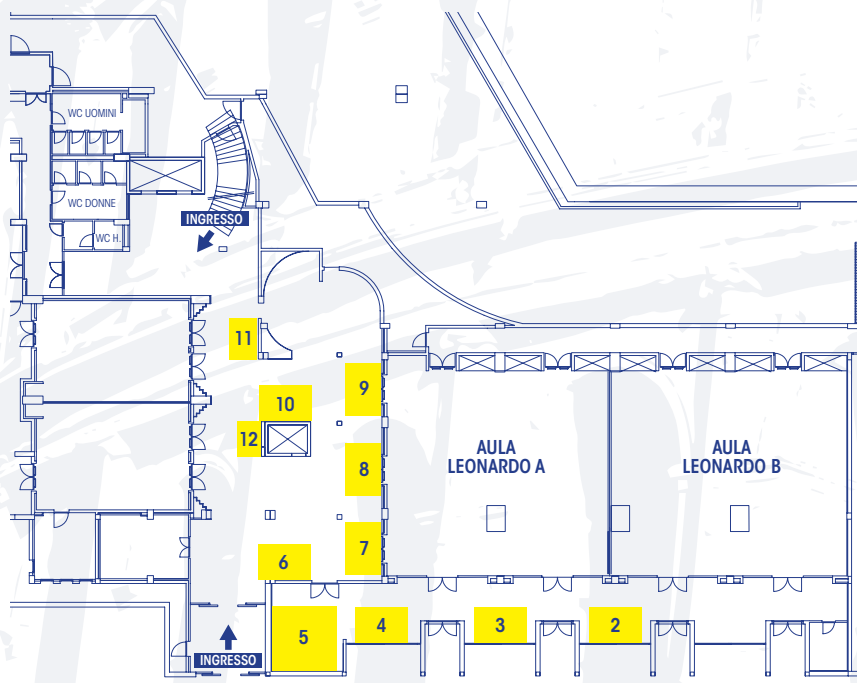 WC UOMINI
WC DONNE
INGRESSO
WC H.
11
9
10
12
8
AULA
LEONARDO A
AULA
LEONARDO B
7
6
5
4
3
2
INGRESSO